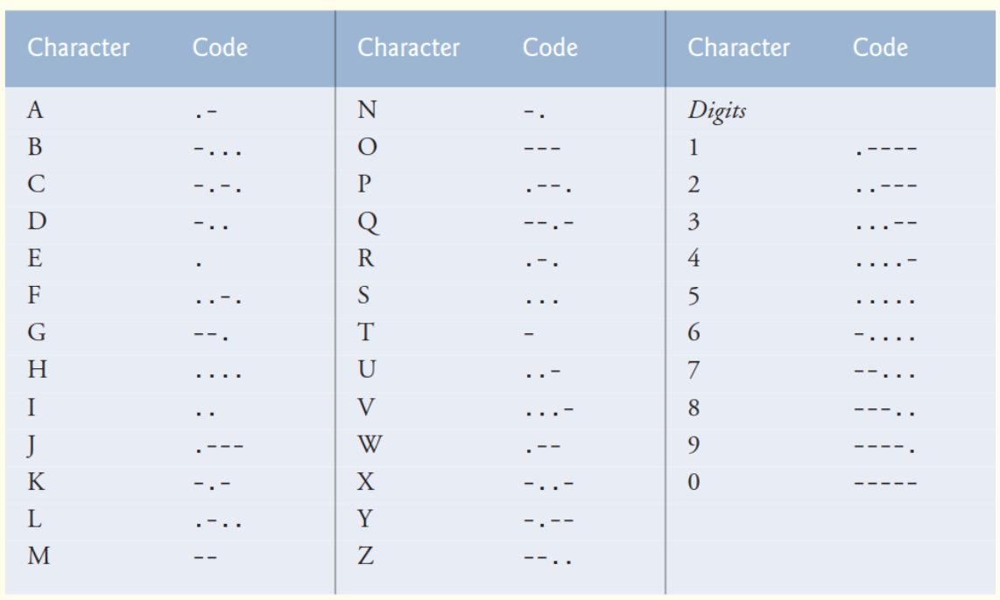 Character Code Character Code Character Code
A .- N -. Digits
B -... O --- 1 .----
C -.-. P .--. 2 ..---
D -.. Q --.- 3 ...--
E . R .-. 4 ....-
F ..-. S ... 5 .....
G --. T - 6 -....
H .... U ..- 7 --...
I .. V ...- 8 ---..
J .--- W .-- 9 ----.
K -.- X -..- 0 -----
L .-.. Y -.--
M -- Z --..